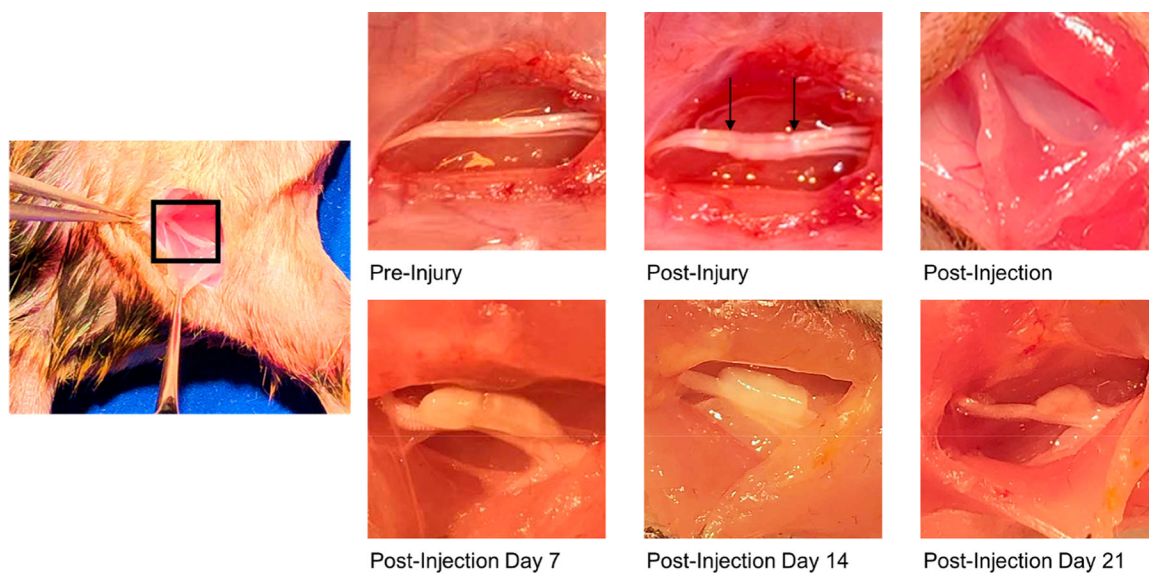 Pre-Injury
Post-Injury
Post-Injection
Post-Injection Day 7
Post-Injection Day 14
Post-Injection Day 21